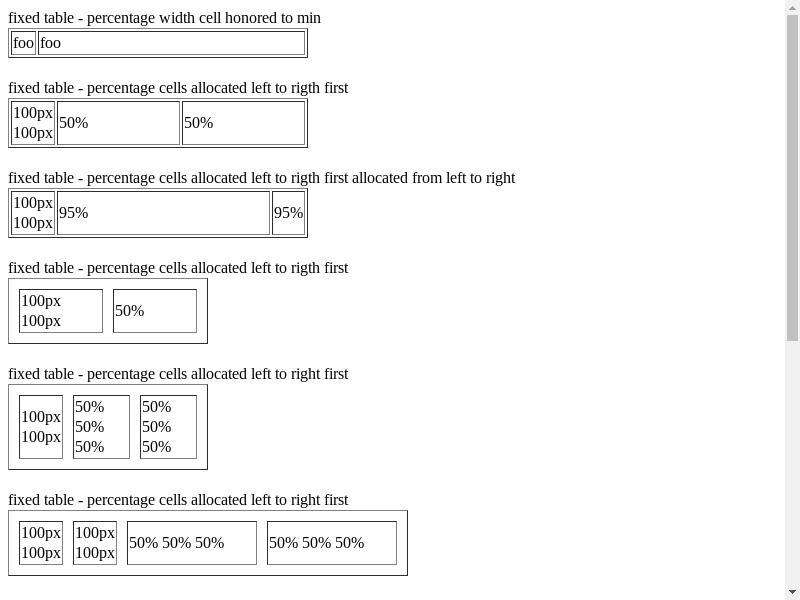 fixed table - percentage width cell honored to min
foo foo
fixed table - percentage cells allocated left to rigth first
100px
100px
50%
50%
fixed table - percentage cells allocated left to rigth first allocated from left to right
100px
100px
95%
95%
fixed table - percentage cells allocated left to rigth first
100px
100px
50%
fixed table - percentage cells allocated left to right first
100px
100px
50%
50%
50%
50%
50%
50%
fixed table - percentage cells allocated left to right first
100px
100px
100px
100px
50% 50% 50%
50% 50% 50%